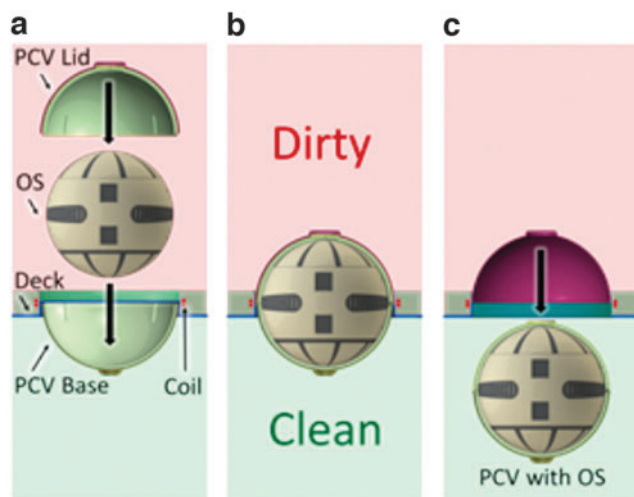 a
PCV Lid
OS
Deck
PCV Base
Coil
b
Dirty
Clean
c
PCV with OS